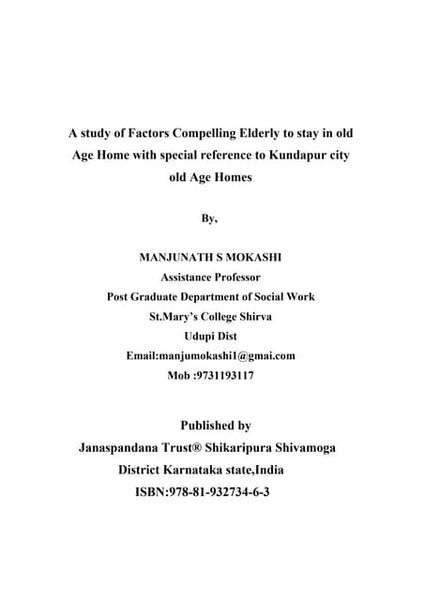 A study of Factors Compelling Elderly to stay in old
Age Home with special reference to Kundapur city
old Age Homes
By,
MANJUNATH S MOKASHI
Assistance Professor
Post Graduate Department of Social Work
St.Mary’s College Shirva
Udupi Dist
Email:manjumokashi1@gmai.com
Mob :9731193117
Published by
Janaspandana Trust® Shikaripura Shivamoga
District Karnataka state,India
ISBN:978-81-932734-6-3